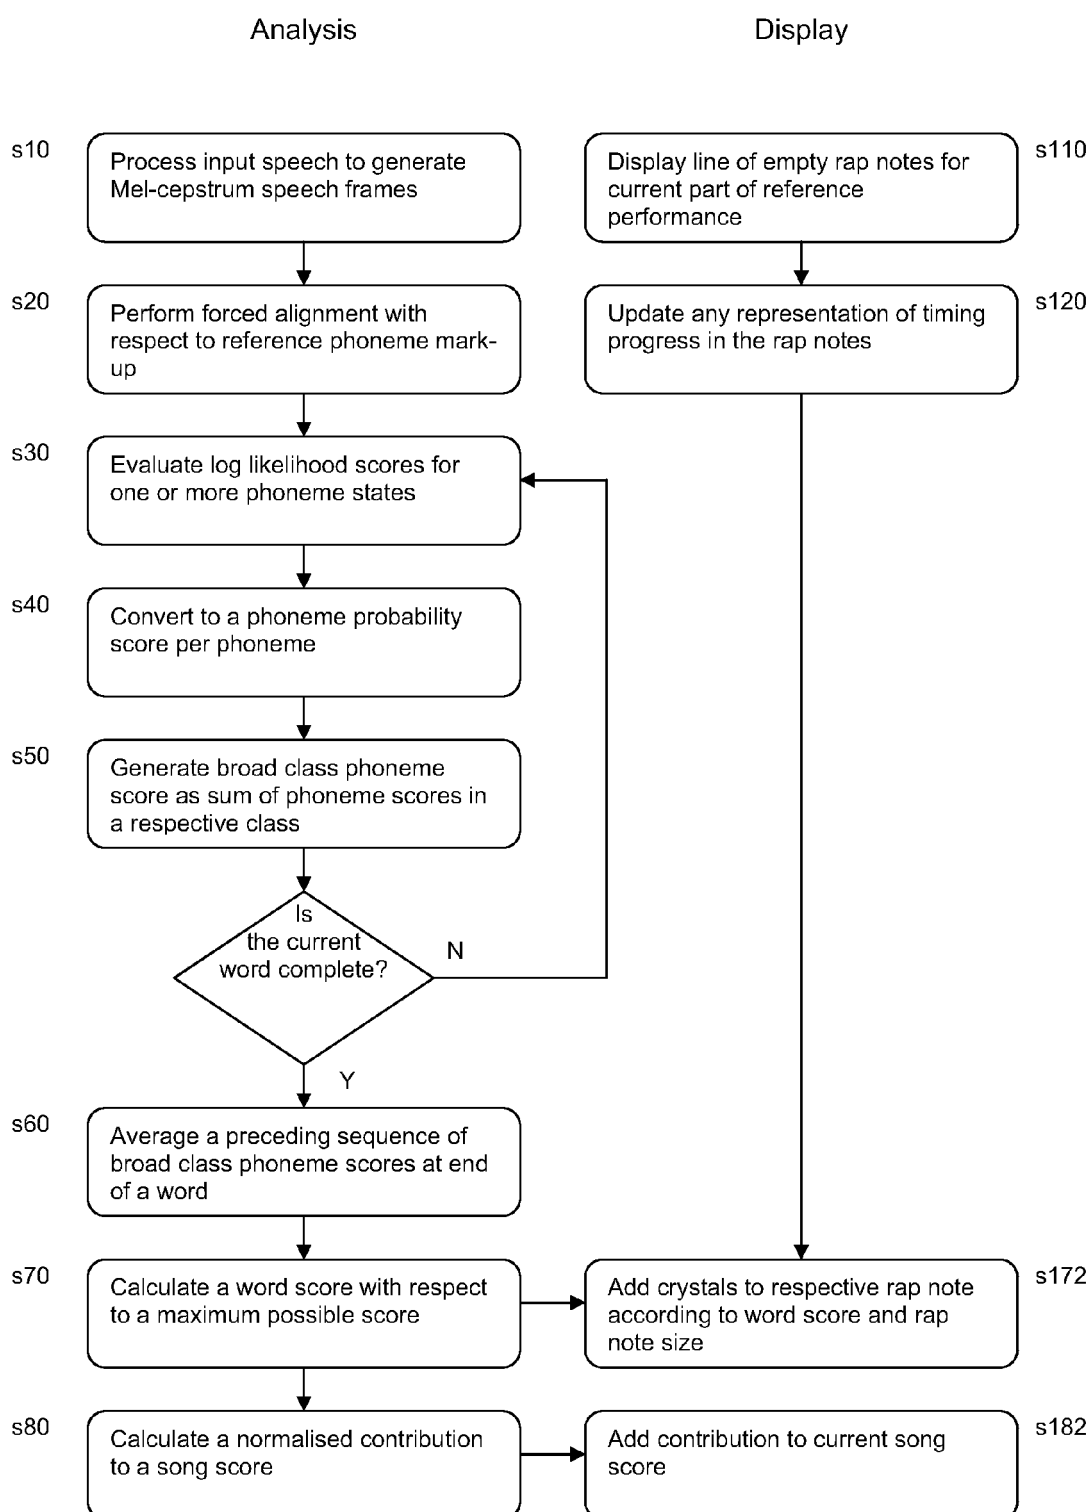 Analysis
Display
s10
Process input speech to generate
Mel-cepstrum speech frames
s110
Display line of empty rap notes for
current part of reference
performance
s20
Perform forced alignment with
respect to reference phoneme mark-
up
s120
Update any representation of timing
progress in the rap notes
s30
Evaluate log likelihood scores for
one or more phoneme states
s40
Convert to a phoneme probability
score per phoneme
s50
Generate broad class phoneme
score as sum of phoneme scores in
a respective class
Is
the current
word complete?
N
Y
s60
Average a preceding sequence of
broad class phoneme scores at end
of a word
s70
Calculate a word score with respect
to a maximum possible score
s172
Add crystals to respective rap note
according to word score and rap
note size
s80
Calculate a normalised contribution
to a song score
s182
Add contribution to current song
score